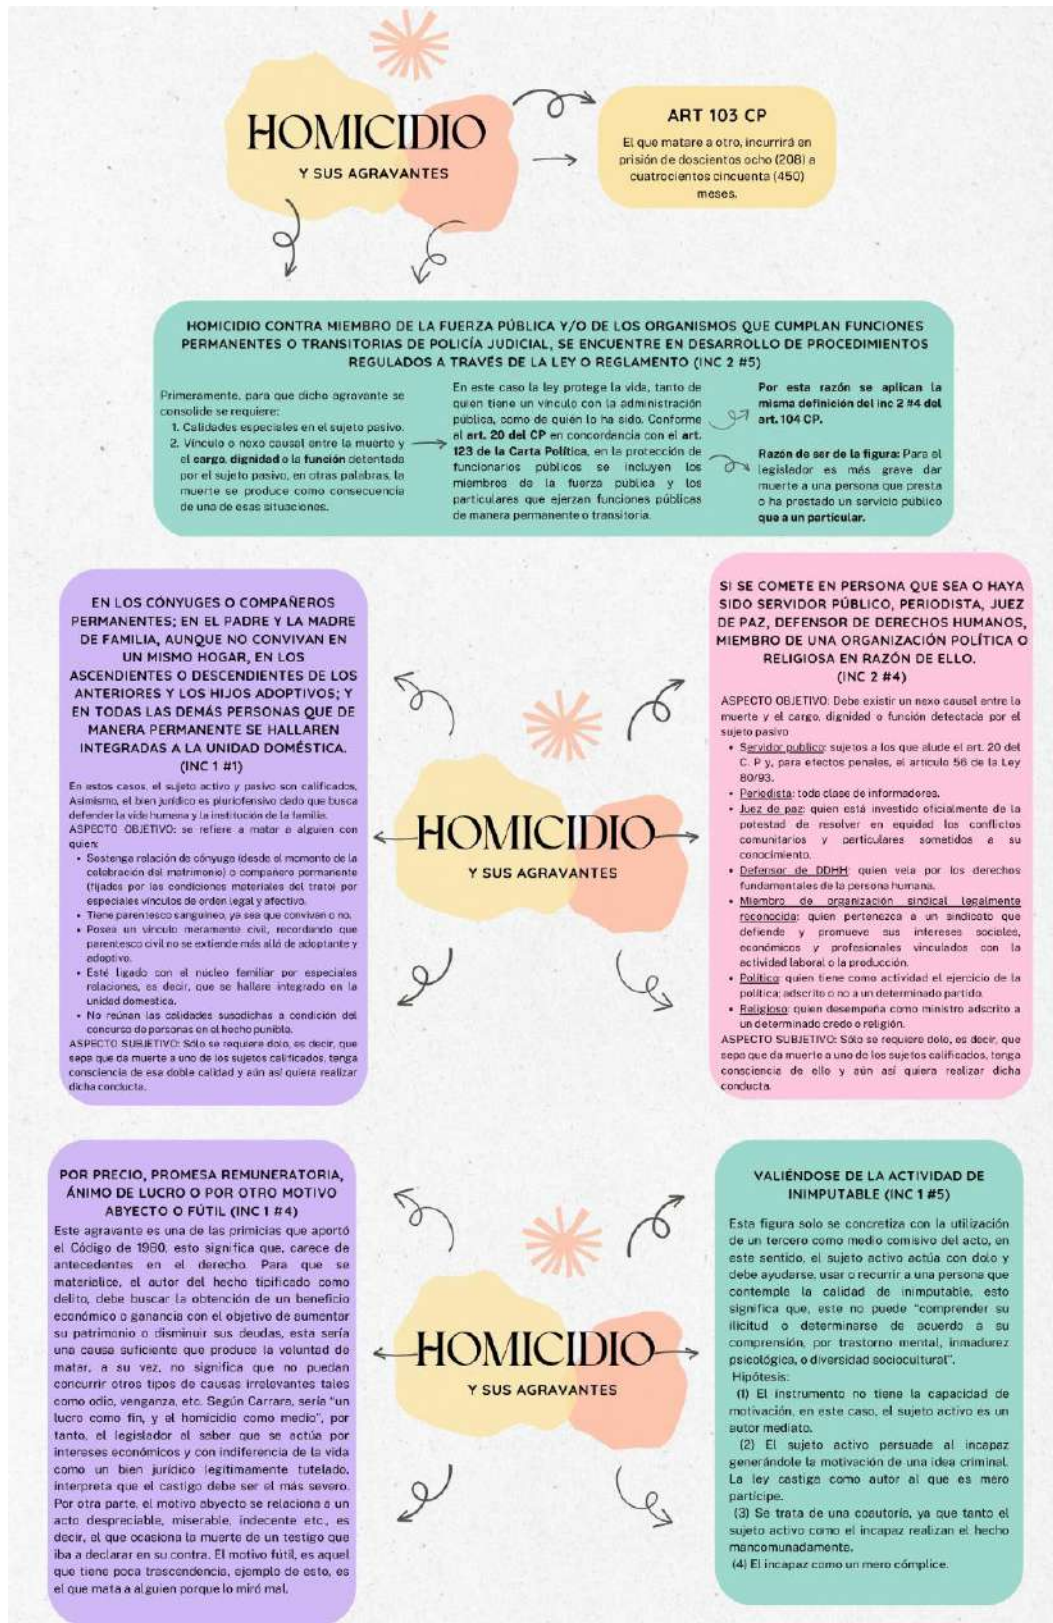 HOMICIDIO
Y SUS AGRAVANTES
ART 103 CP
El que matare a otro, incurrirá en
prisión de doscientos ocho (208) a
cuatrocientos cincuenta (450)
meses.
HOMICIDIO CONTRA MIEMBRO DE LA FUERZA PÚBLICA Y/O DE LOS ORGANISMOS QUE CUMPLAN FUNCIONES
PERMANENTES O TRANSITORIAS DE POLICÍA JUDICIAL, SE ENCUENTRE EN DESARROLLO DE PROCEDIMIENTOS
REGULADOS A TRAVÉS DE LA LEY O REGLAMENTO (INC 2 #5)
Primeramente, para que dicho agravante se
consolide se requiere:
1. Calidades especiales en el sujeto pasivo.
2. Vínculo o nexo causal entre la muerte y
el cargo, dignidad o la función detentada
por el sujeto pasivo, en otras palabras, la
muerte se produce como consecuencia
de una de esas situaciones.
En este caso la ley protege la vida, tanto de
quien tiene un vínculo con la administración
pública, como de quién lo ha sido. Conforme
al art. 20 del CP en concordancia con el art.
123 de la Carta Política, en la protección de
funcionarios públicos se incluyen los
miembros de la fuerza pública y los
particulares que ejerzan funciones públicas
de manera permanente o transitoria.
Por esta razón se aplican la
misma definición del inc 2 #4 del
art. 104 CP.
Razón de ser de la figura: Para el
legislador es más grave dar
muerte a una persona que presta
o ha prestado un servicio público
que a un particular.
EN LOS CÓNYUGES O COMPAÑEROS
PERMANENTES; EN EL PADRE Y LA MADRE
DE FAMILIA, AUNQUE NO CONVIVAN EN
UN MISMO HOGAR, EN LOS
ASCENDIENTES O DESCENDIENTES DE LOS
ANTERIORES Y LOS HIJOS ADOPTIVOS; Y
EN TODAS LAS DEMÁS PERSONAS QUE DE
MANERA PERMANENTE SE HALLAREN
INTEGRADAS A LA UNIDAD DOMÉSTICA.
(INC 1 #1)
En estos casos, el sujeto activo y pasivo son calificados,
Asimismo, el bien jurídico es pluriofensivo dado que busca
defender la vida humana y la institución de la familia.
ASPECTO OBJETIVO: se refiere a matar a alguien con
quien:
• Sostenga relación de cónyuge (desde el momento de la
celebración del matrimonio) o compañero permanente
(fijados por las condiciones materiales del trato) por
especiales vínculos de orden legal y afectivo.
• Tiene parentesco sanguíneo, ya sea que convivan o no.
• Posea un vínculo meramente civil, recordando que
parentesco civil no se extiende más allá de adoptante y
adoptivo.
• Esté ligado con el núcleo familiar por especiales
relaciones, es decir, que se hallare integrado en la
unidad domestica.
• No reúnan las calidades susodichas a condición del
concurso de personas en el hecho punible.
ASPECTO SUBJETIVO: Sólo se requiere dolo, es decir, que
sepa que da muerte a uno de los sujetos calificados, tenga
consciencia de esa doble calidad y aún así quiera realizar
dicha conducta.
HOMICIDIO
Y SUS AGRAVANTES
SI SE COMETE EN PERSONA QUE SEA O HAYA
SIDO SERVIDOR PÚBLICO, PERIODISTA, JUEZ
DE PAZ, DEFENSOR DE DERECHOS HUMANOS,
MIEMBRO DE UNA ORGANIZACIÓN POLÍTICA O
RELIGIOSA EN RAZÓN DE ELLO.
(INC 2 #4)
ASPECTO OBJETIVO: Debe existir un nexo causal entre la
muerte y el cargo, dignidad o función detectada por el
sujeto pasivo
• Servidor publico: sujetos a los que alude el art. 20 del
C. P y, para efectos penales, el artículo 56 de la Ley
80/93.
• Periodista: toda clase de informadores.
• Juez de paz: quien está investido oficialmente de la
potestad de resolver en equidad los conflictos
comunitarios y particulares sometidos a su
conocimiento.
• Defensor de DDHH: quien vela por los derechos
fundamentales de la persona humana.
• Miembro de organización sindical legalmente
reconocida: quien pertenezca a un sindicato que
defiende y promueve sus intereses sociales,
económicos y profesionales vinculados con la
actividad laboral o la producción.
• Político: quien tiene como actividad el ejercicio de la
política; adscrito o no a un determinado partido.
• Religioso: quien desempeña como ministro adscrito a
un determinado credo o religión.
ASPECTO SUBJETIVO: Sólo se requiere dolo, es decir, que
sepa que da muerte a uno de los sujetos calificados, tenga
consciencia de ello y aún así quiera realizar dicha
conducta.
POR PRECIO, PROMESA REMUNERATORIA,
ÁNIMO DE LUCRO O POR OTRO MOTIVO
ABYECTO O FÚTIL (INC 1 #4)
Este agravante es una de las primicias que aportó
el Código de 1980, esto significa que, carece de
antecedentes en el derecho. Para que se
materialice, el autor del hecho tipificado como
delito, debe buscar la obtención de un beneficio
económico o ganancia con el objetivo de aumentar
su patrimonio o disminuir sus deudas, esta sería
una causa suficiente que produce la voluntad de
matar, a su vez, no significa que no puedan
concurrir otros tipos de causas irrelevantes tales
como odio, venganza, etc. Según Carrara, sería "un
lucro como fin, y el homicidio como medio", por
tanto, el legislador al saber que se actúa por
intereses económicos y con indiferencia de la vida
como un bien jurídico legítimamente tutelado,
interpreta que el castigo debe ser el más severo.
Por otra parte, el motivo abyecto se relaciona a un
acto despreciable, miserable, indecente etc., es
decir, el que ocasiona la muerte de un testigo que
iba a declarar en su contra. El motivo fútil, es aquel
que tiene poca trascendencia, ejemplo de esto, es
el que mata a alguien porque lo miró mal.
HOMICIDIO
Y SUS AGRAVANTES
VALIÉNDOSE DE LA ACTIVIDAD DE
INIMPUTABLE (INC 1 #5)
Esta figura solo se concretiza con la utilización
de un tercero como medio comisivo del acto, en
este sentido, el sujeto activo actúa con dolo y
debe ayudarse, usar o recurrir a una persona que
contemple la calidad de inimputable, esto
significa que, este no puede "comprender su
ilicitud o determinarse de acuerdo a su
comprensión, por trastorno mental, inmadurez
psicológica, o diversidad sociocultural".
Hipótesis:
(1) El instrumento no tiene la capacidad de
motivación, en este caso, el sujeto activo es un
autor mediato.
(2) El sujeto activo persuade al incapaz
generándole la motivación de una idea criminal.
La ley castiga como autor al que es mero
partícipe.
(3) Se trata de una coautoría, ya que tanto el
sujeto activo como el incapaz realizan el hecho
mancomunadamente.
(4) El incapaz como un mero cómplice.